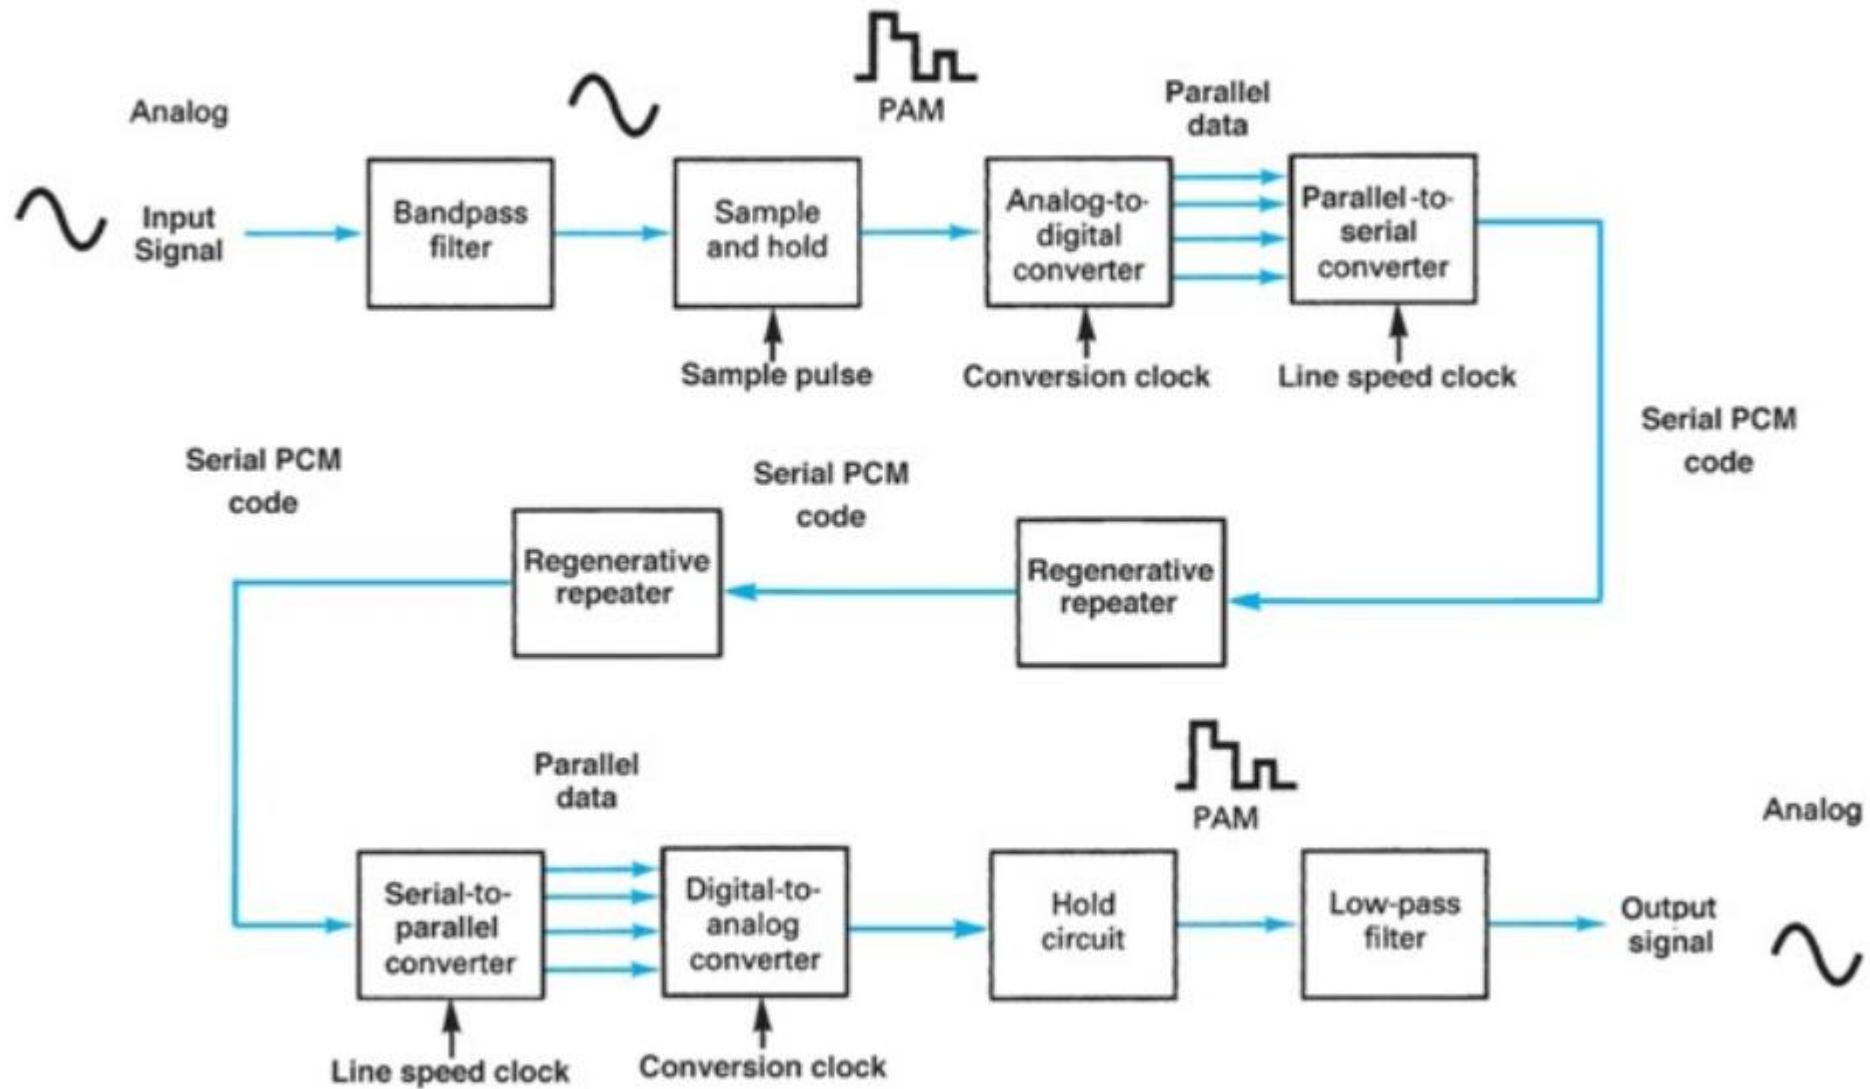 Analog
PAM
Parallel
data
Input
Signal
Bandpass
filter
Sample
and hold
Analog-to-
digital
converter
Parallel-to-
serial
converter
Sample pulse
Conversion clock
Line speed clock
Serial PCM
code
Serial PCM
code
Serial PCM
code
Regenerative
repeater
Regenerative
repeater
Parallel
data
PAM
Analog
Serial-to-
parallel
converter
Digital-to-
analog
converter
Hold
circuit
Low-pass
filter
Output
signal
Line speed clock
Conversion clock